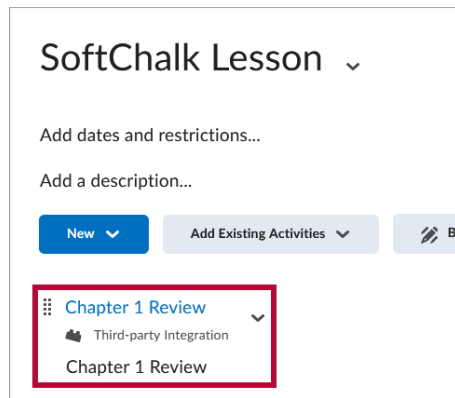 SoftChalk Lesson
Add dates and restrictions...
Add a description...
New
Add Existing Activities
B
Chapter 1 Review
Third-party Integration
Chapter 1 Review